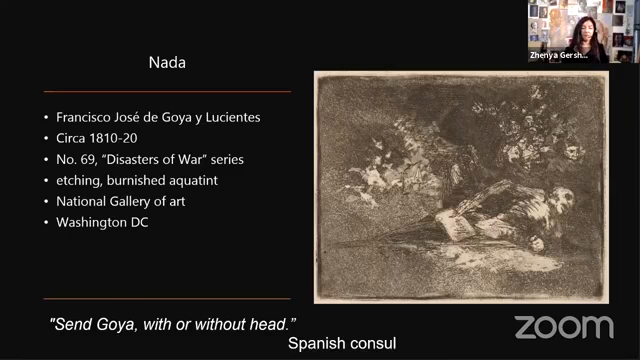 Nada
• Francisco José de Goya y Lucientes
• Circa 1810-20
• No. 69, “Disasters of War” series
• etching, burnished aquatint
• National Gallery of art
• Washington DC
"Send Goya, with or without head.”
Spanish consul
Zhenya Gersh...
zoom